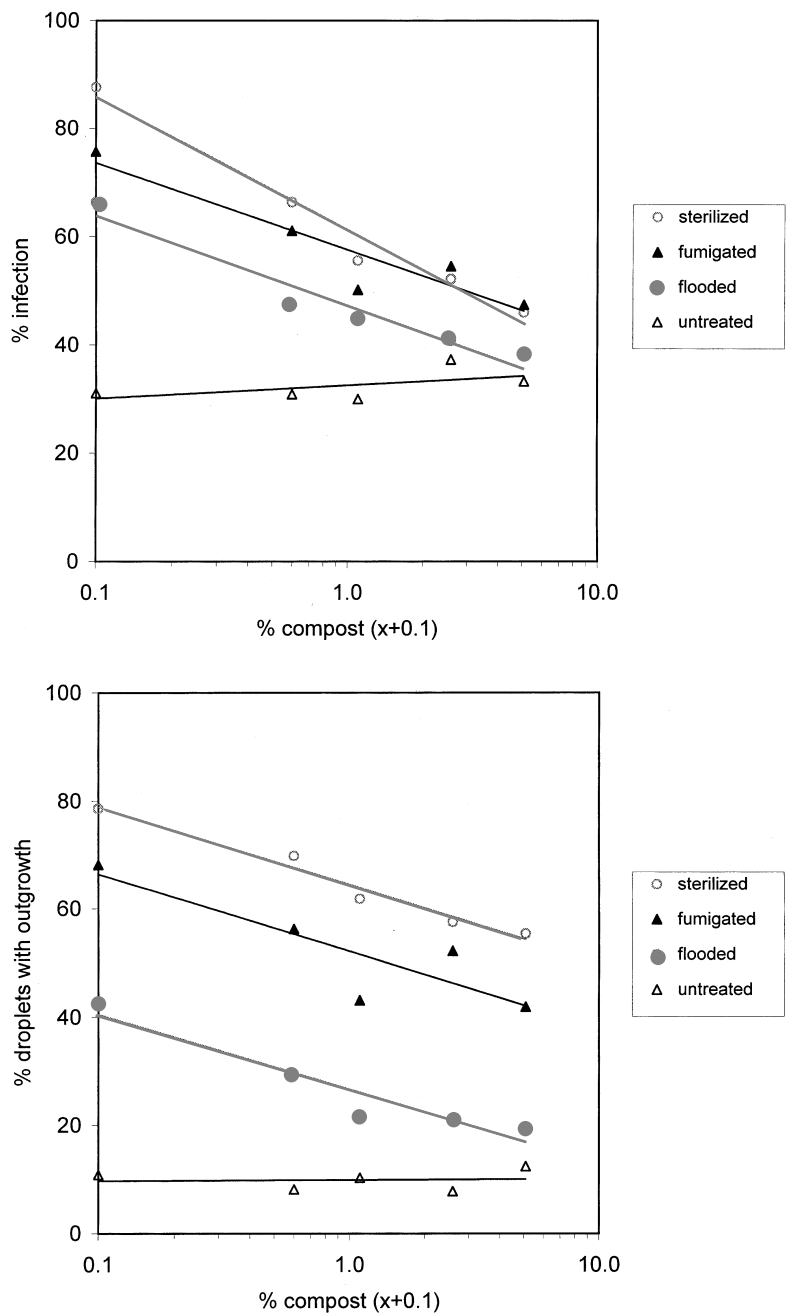 100
80
60
40
20
0
% infection
0.1
1.0
10.0
% compost (x+0.1)
sterilized
fumigated
flooded
untreated
100
80
60
40
20
0
% droplets with outgrowth
0.1
1.0
10.0
% compost (x+0.1)
sterilized
fumigated
flooded
untreated